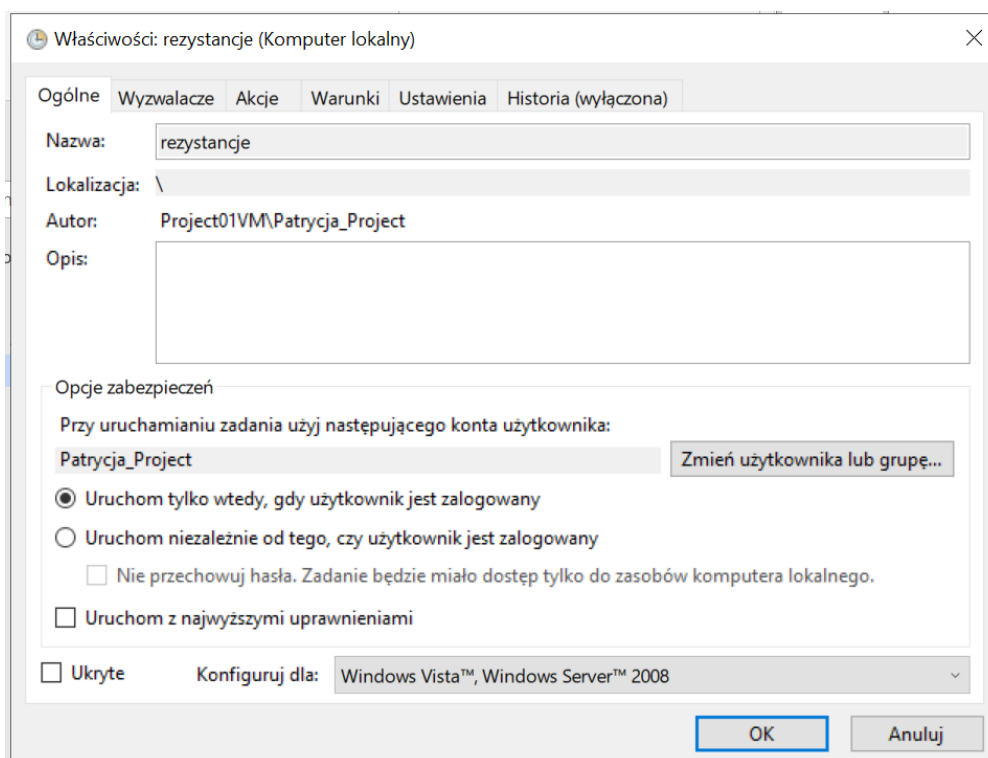 Właściwości: rezystancje (Komputer lokalny)
Ogólne Wyzwalacze Akcje Warunki Ustawienia Historia (wyłączona)
Nazwa: rezystancje
Lokalizacja: \
Autor: Project01VM\Patrycja_Project
Opis:
Opcje zabezpieczeń
Przy uruchamianiu zadania użyj następującego konta użytkownika:
Patrycja_Project Zmień użytkownika lub grupę...
Uruchom tylko wtedy, gdy użytkownik jest zalogowany
Uruchom niezależnie od tego, czy użytkownik jest zalogowany
Nie przechowuj hasła. Zadanie będzie miało dostęp tylko do zasobów komputera lokalnego.
Uruchom z najwyższymi uprawnieniami
Ukryte Konfiguruj dla: Windows Vista™, Windows Server™ 2008
OK Anuluj